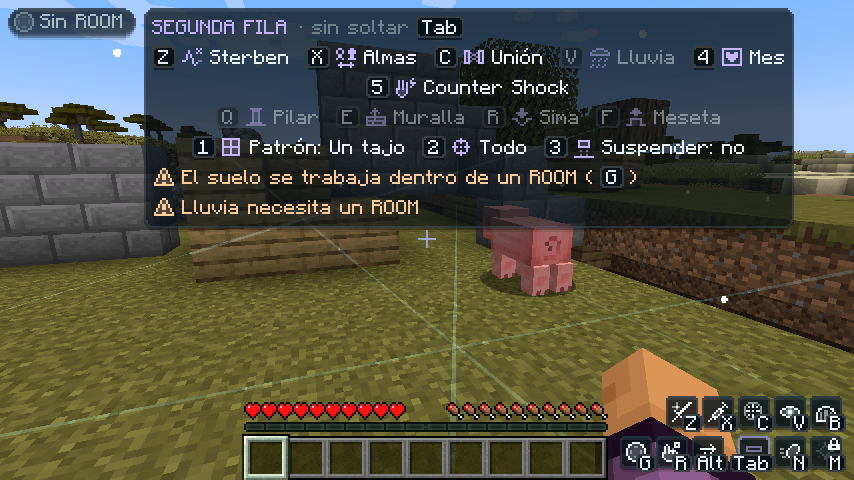 Sin ROOM
SEGUNDA FILA · sin soltar Tab
Z Sterben X Almas C Unión V Lluvia 4 Mes
5 Counter Shock
Q Pilar E Muralla R Sima F Meseta
1 Patrón: Un tajo 2 Todo 3 Suspender: no
El suelo se trabaja dentro de un ROOM ( G )
Lluvia necesita un ROOM
Z X C V B
G R Alt Tab N M